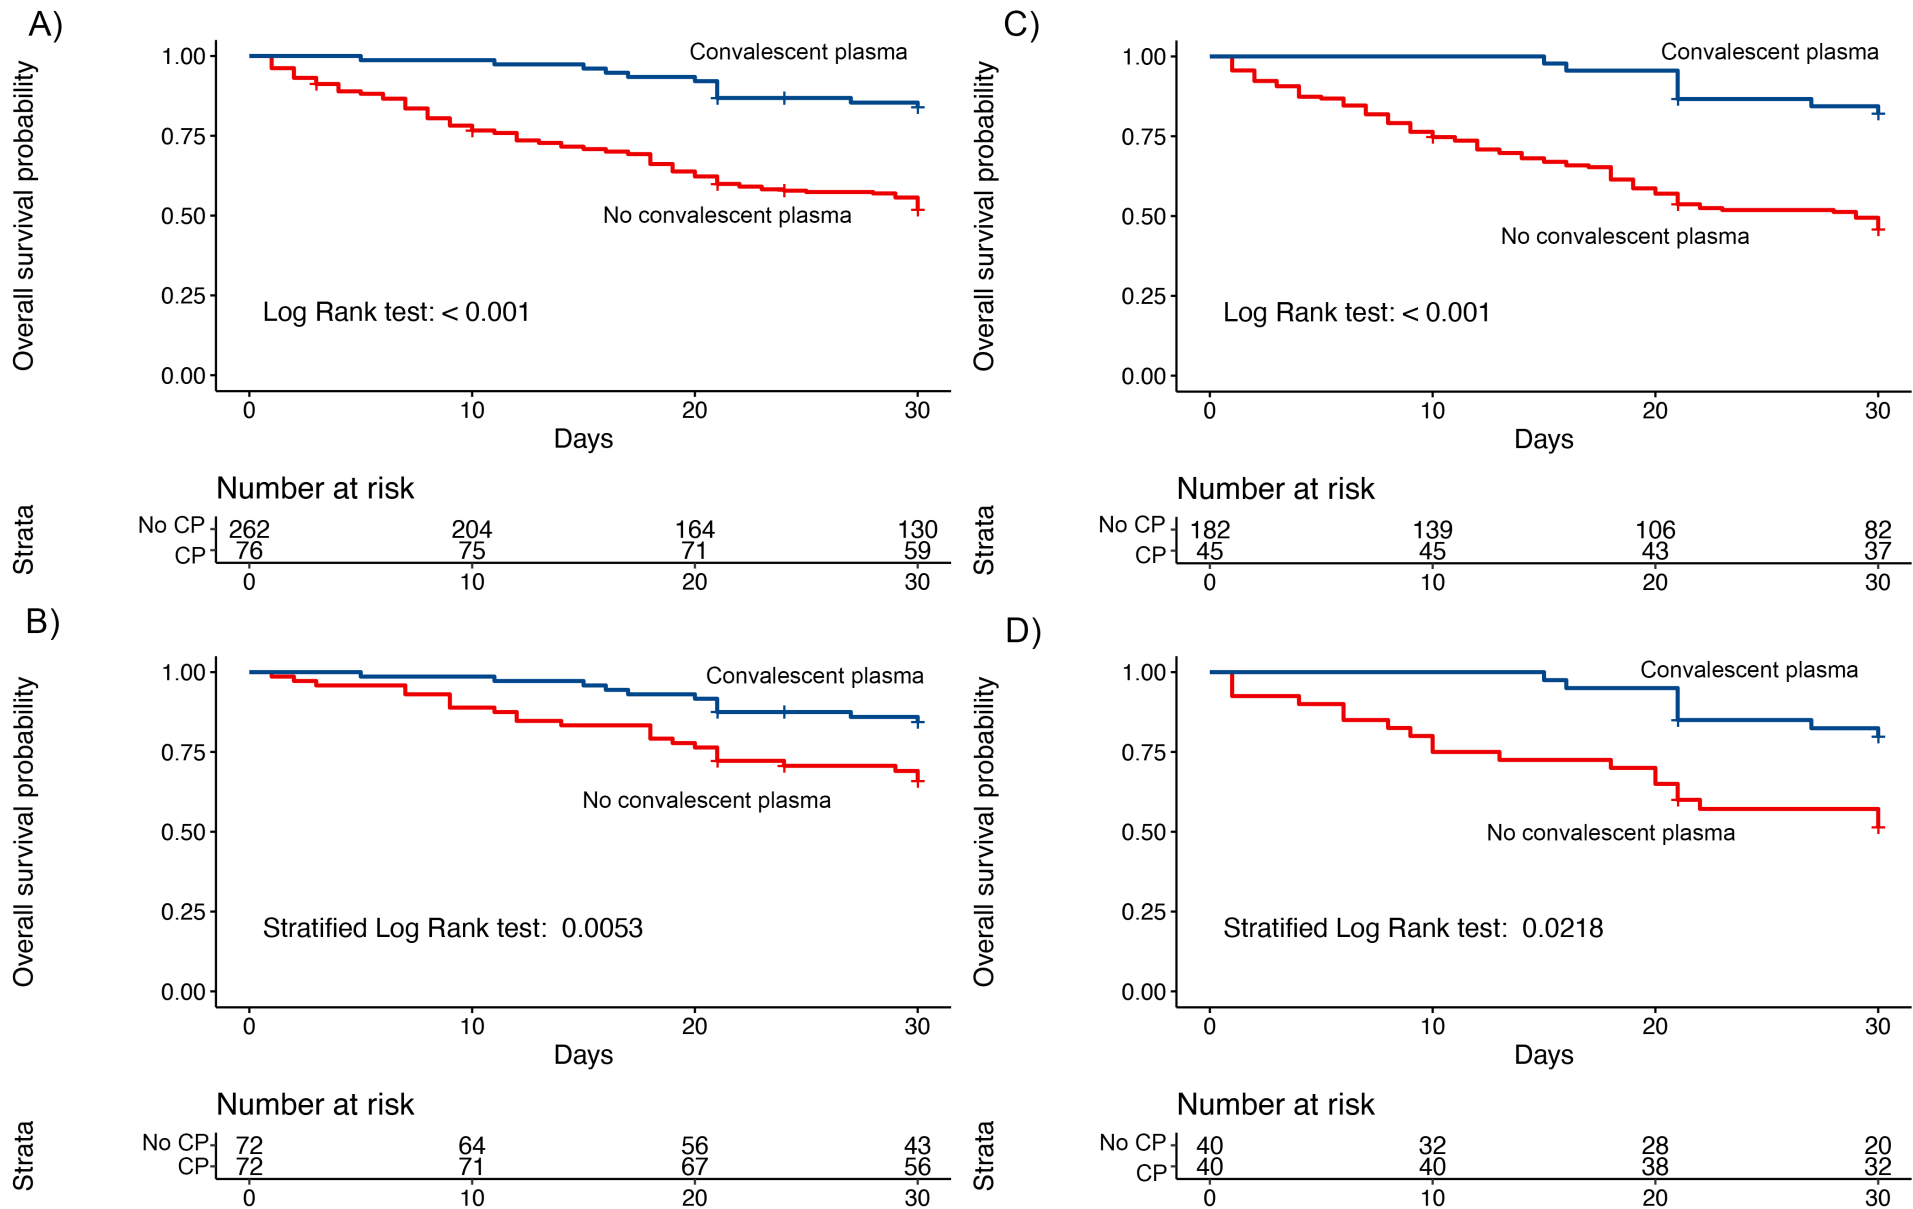 A)
Overall survival probability
1.00
0.75
0.50
0.25
0.00
Convalescent plasma
No convalescent plasma
Log Rank test: < 0.001
0 10 20 30
Days
Number at risk
Strata
No CP 262 204 164 130
CP 76 75 71 59
0 10 20 30
B)
Overall survival probability
1.00
0.75
0.50
0.25
0.00
Convalescent plasma
No convalescent plasma
Stratified Log Rank test: 0.0053
0 10 20 30
Days
Number at risk
Strata
No CP 72 64 56 43
CP 72 71 67 56
0 10 20 30
C)
Overall survival probability
1.00
0.75
0.50
0.25
0.00
Convalescent plasma
No convalescent plasma
Log Rank test: < 0.001
0 10 20 30
Days
Number at risk
Strata
No CP 182 139 106 82
CP 45 45 43 37
0 10 20 30
D)
Overall survival probability
1.00
0.75
0.50
0.25
0.00
Convalescent plasma
No convalescent plasma
Stratified Log Rank test: 0.0218
0 10 20 30
Days
Number at risk
Strata
No CP 40 32 28 20
CP 40 40 38 32
0 10 20 30